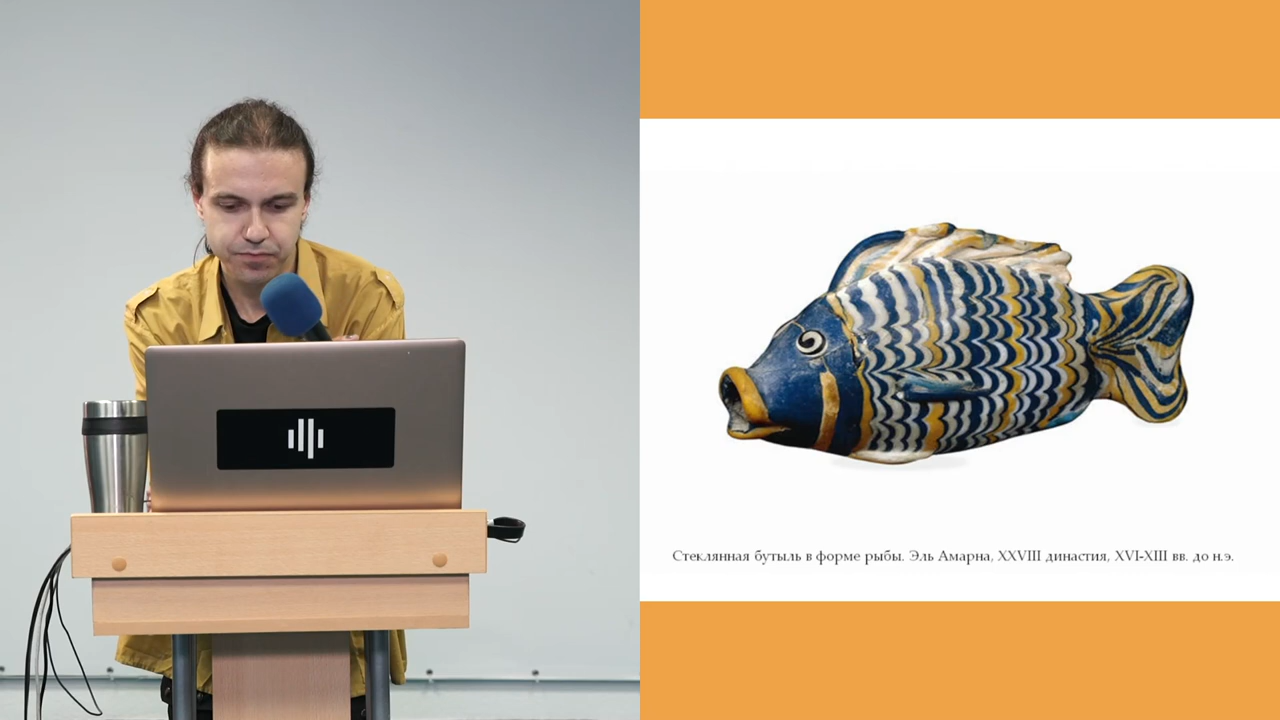 Стеклянная бутыль в форме рыбы. Эль Амарна, XXVIII династия, XVI-XIII вв. до н.э.